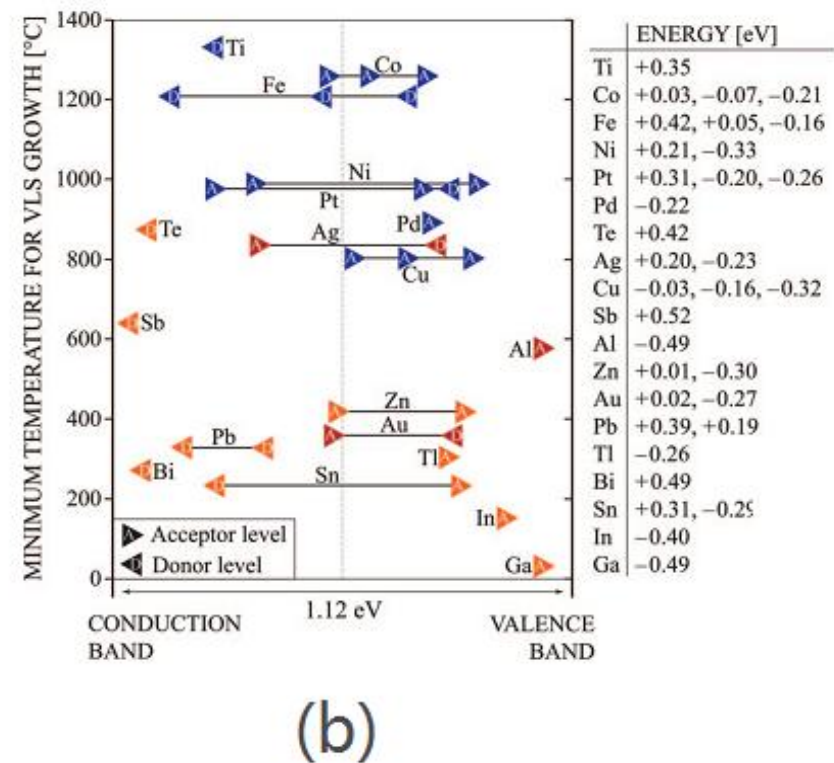 MINIMUM TEMPERATURE FOR VLS GROWTH [°C]
1400
1200
1000
800
600
400
200
0
D Ti
A A Co A
D Fe D D
A Ni A
A Pt A D
Pd A
D Te
A Ag D
A A Cu A
D Sb
Al A
A Zn A
A Au D
D Pb D
Tl A
D Bi
D Sn A
In A
Ga A
A Acceptor level
D Donor level
1.12 eV
CONDUCTION
BAND
VALENCE
BAND
ENERGY [eV]
Ti +0.35
Co +0.03, −0.07, −0.21
Fe +0.42, +0.05, −0.16
Ni +0.21, −0.33
Pt +0.31, −0.20, −0.26
Pd −0.22
Te +0.42
Ag +0.20, −0.23
Cu −0.03, −0.16, −0.32
Sb +0.52
Al −0.49
Zn +0.01, −0.30
Au +0.02, −0.27
Pb +0.39, +0.19
Tl −0.26
Bi +0.49
Sn +0.31, −0.29
In −0.40
Ga −0.49
(b)